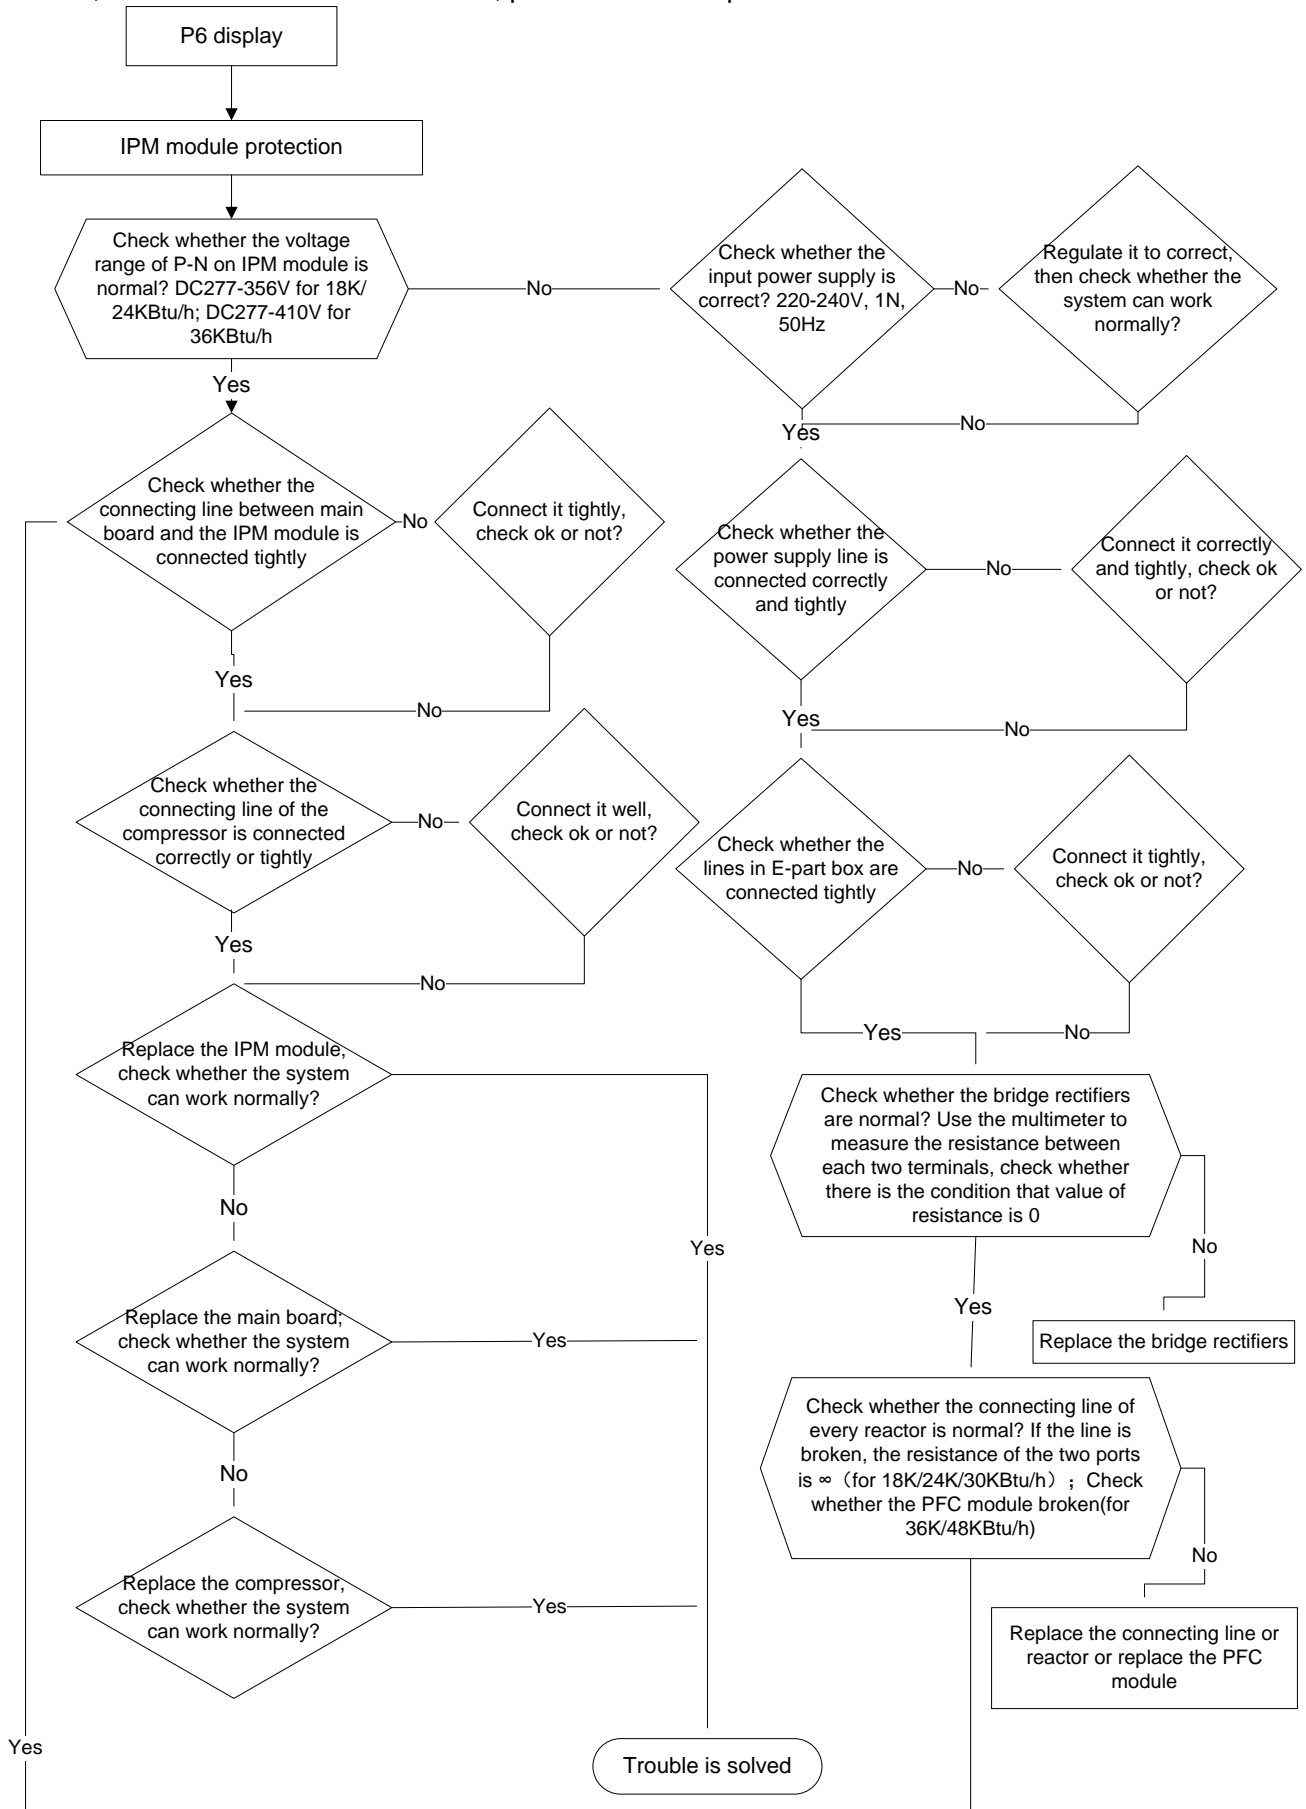 P6 display
IPM module protection
Check whether the voltage
range of P-N on IPM module is
normal? DC277-356V for 18K/
24KBtu/h; DC277-410V for
36KBtu/h
No
Check whether the
input power supply is
correct? 220-240V, 1N,
50Hz
No
Regulate it to correct,
then check whether the
system can work
normally?
Yes
No
Yes
Check whether the
connecting line between main
board and the IPM module is
connected tightly
No
Connect it tightly,
check ok or not?
Check whether the
power supply line is
connected correctly
and tightly
No
Connect it correctly
and tightly, check ok
or not?
Yes
No
Yes
No
Check whether the
connecting line of the
compressor is connected
correctly or tightly
No
Connect it well,
check ok or not?
Check whether the
lines in E-part box are
connected tightly
No
Connect it tightly,
check ok or not?
Yes
No
Yes
No
Replace the IPM module,
check whether the system
can work normally?
Check whether the bridge rectifiers
are normal? Use the multimeter to
measure the resistance between
each two terminals, check whether
there is the condition that value of
resistance is 0
No
Yes
No
Yes
Replace the main board;
check whether the system
can work normally?
Yes
Replace the bridge rectifiers
Check whether the connecting line of
every reactor is normal? If the line is
broken, the resistance of the two ports
is ∞（for 18K/24K/30KBtu/h）；Check
whether the PFC module broken(for
36K/48KBtu/h)
No
No
Replace the compressor,
check whether the system
can work normally?
Yes
Replace the connecting line or
reactor or replace the PFC
module
Yes
Trouble is solved